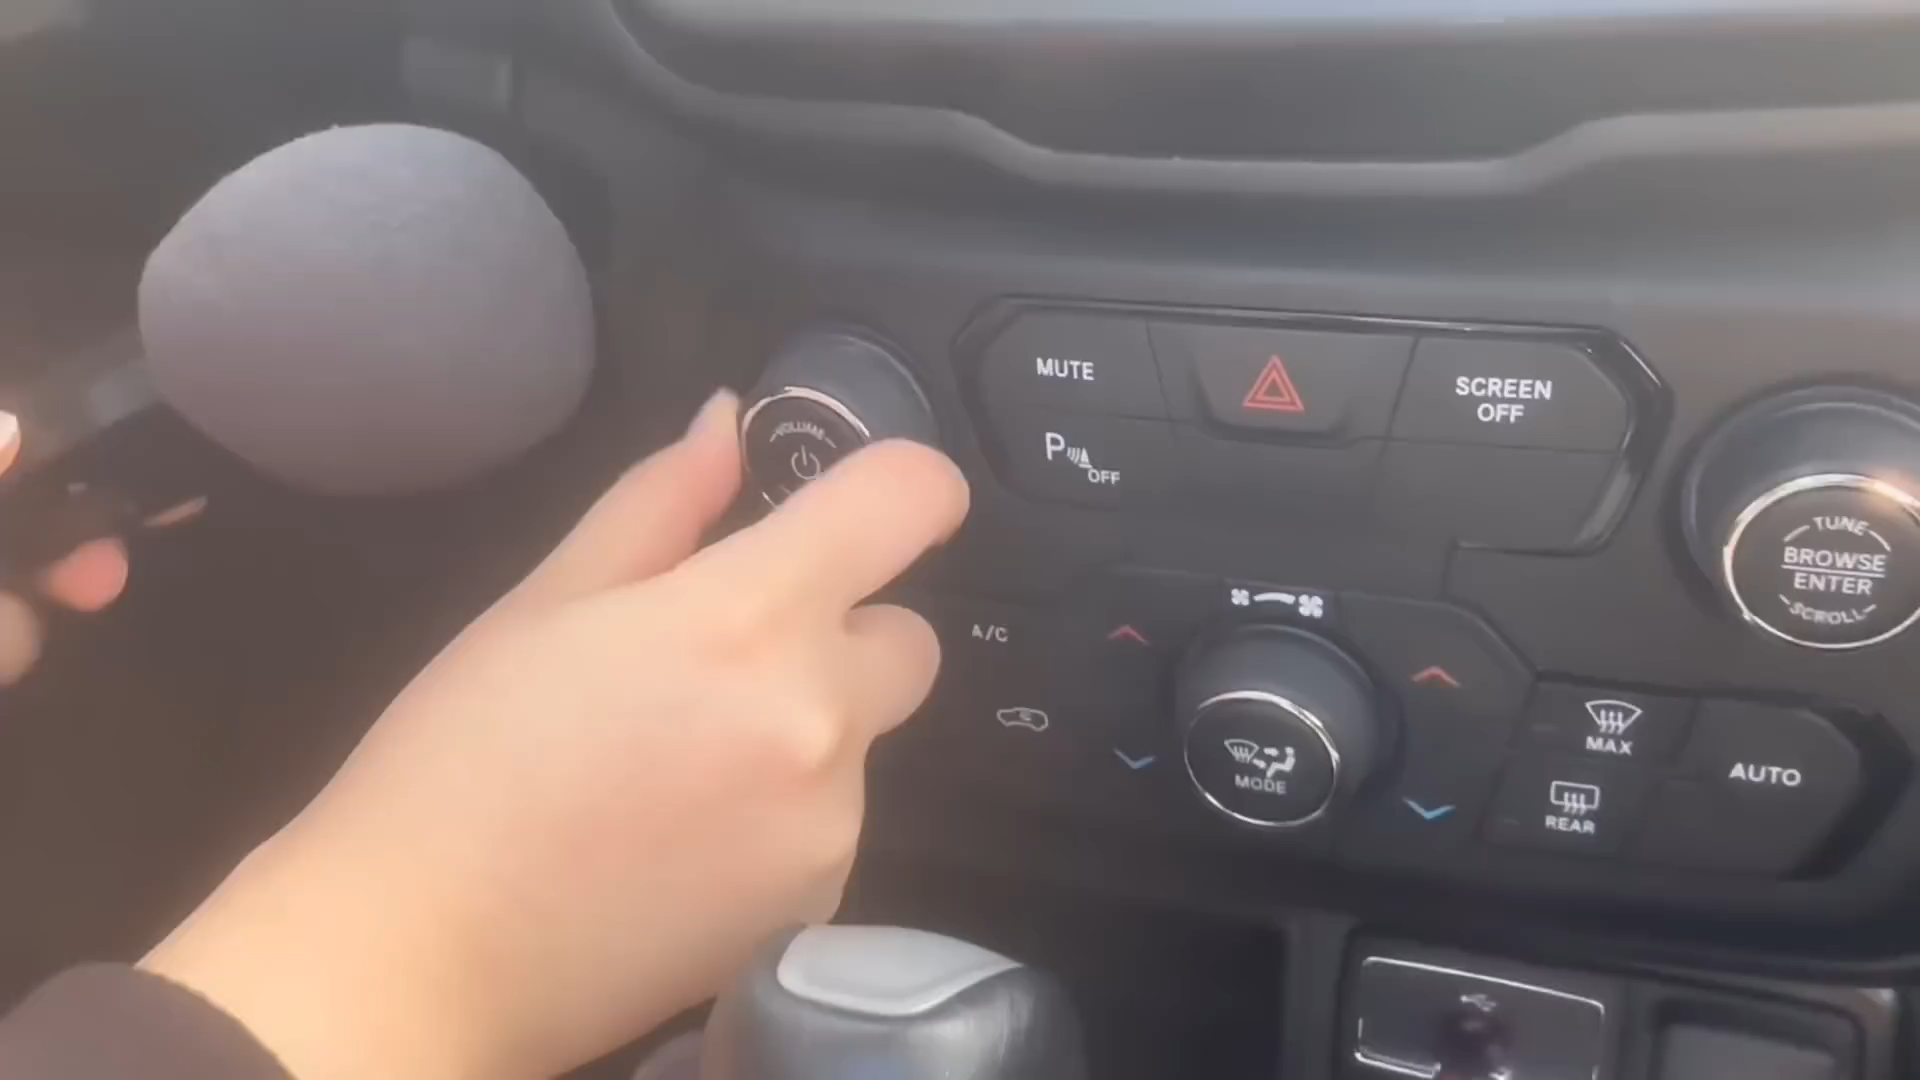 VOLUME
MUTE
SCREEN
OFF
P
OFF
TUNE
BROWSE
ENTER
SCROLL
A/C
MODE
MAX
REAR
AUTO